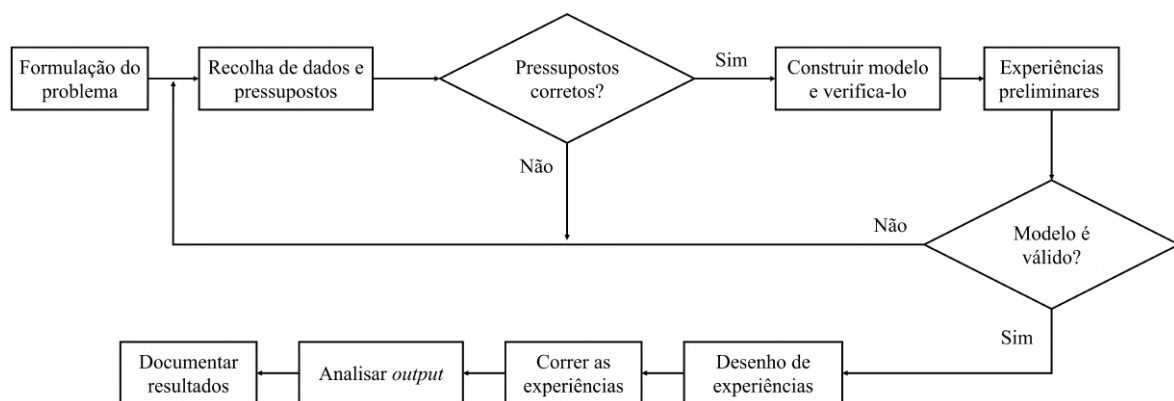 Formulação do
problema
Recolha de dados e
pressupostos
Pressupostos
corretos?
Sim
Construir modelo
e verifica-lo
Experiências
preliminares
Não
Não
Modelo é
válido?
Sim
Documentar
resultados
Analisar output
Correr as
experiências
Desenho de
experiências